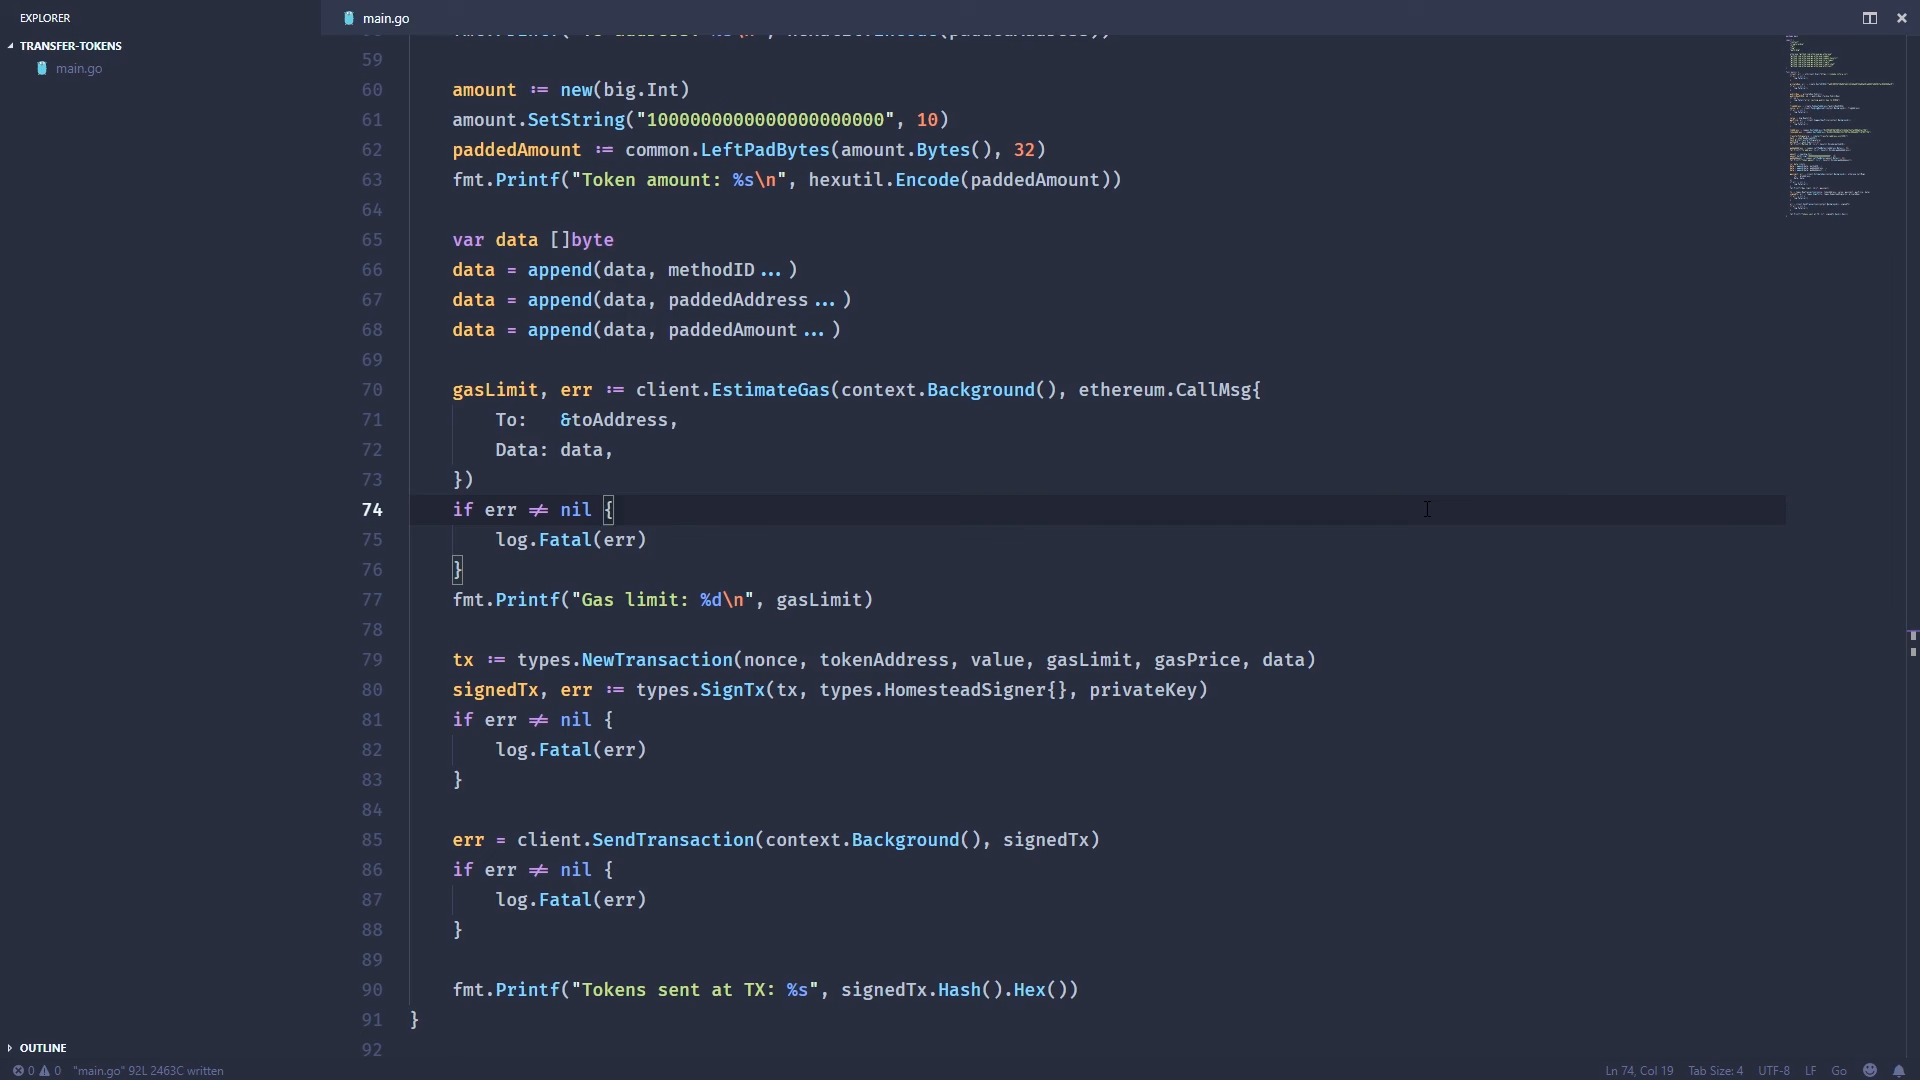 EXPLORER
TRANSFER-TOKENS
main.go
main.go
59
60 amount := new(big.Int)
61 amount.SetString("1000000000000000000000", 10)
62 paddedAmount := common.LeftPadBytes(amount.Bytes(), 32)
63 fmt.Printf("Token amount: %s\n", hexutil.Encode(paddedAmount))
64
65 var data []byte
66 data = append(data, methodID...)
67 data = append(data, paddedAddress...)
68 data = append(data, paddedAmount...)
69
70 gasLimit, err := client.EstimateGas(context.Background(), ethereum.CallMsg{
71 To:   &toAddress,
72 Data: data,
73 })
74 if err != nil {
75 log.Fatal(err)
76 }
77 fmt.Printf("Gas limit: %d\n", gasLimit)
78
79 tx := types.NewTransaction(nonce, tokenAddress, value, gasLimit, gasPrice, data)
80 signedTx, err := types.SignTx(tx, types.HomesteadSigner{}, privateKey)
81 if err != nil {
82 log.Fatal(err)
83 }
84
85 err = client.SendTransaction(context.Background(), signedTx)
86 if err != nil {
87 log.Fatal(err)
88 }
89
90 fmt.Printf("Tokens sent at TX: %s", signedTx.Hash().Hex())
91 }
92
OUTLINE
0 0 "main.go" 92L 2463C written
Ln 74, Col 19 Tab Size: 4 UTF-8 LF Go